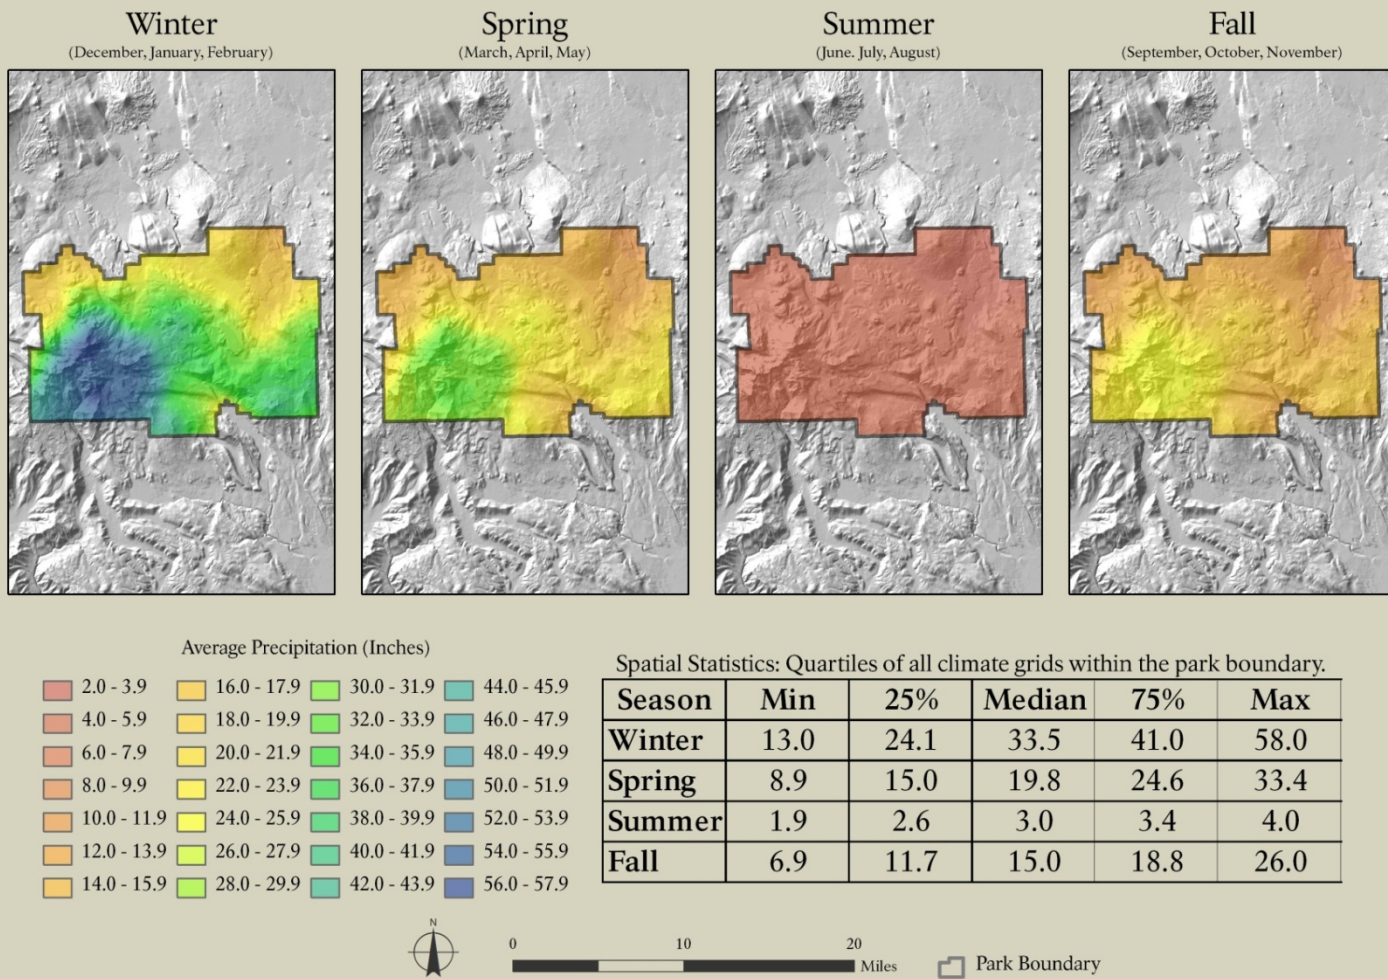 Winter
(December, January, February)
Spring
(March, April, May)
Summer
(June. July, August)
Fall
(September, October, November)
Average Precipitation (Inches)
2.0 - 3.9
4.0 - 5.9
6.0 - 7.9
8.0 - 9.9
10.0 - 11.9
12.0 - 13.9
14.0 - 15.9
16.0 - 17.9
18.0 - 19.9
20.0 - 21.9
22.0 - 23.9
24.0 - 25.9
26.0 - 27.9
28.0 - 29.9
30.0 - 31.9
32.0 - 33.9
34.0 - 35.9
36.0 - 37.9
38.0 - 39.9
40.0 - 41.9
42.0 - 43.9
44.0 - 45.9
46.0 - 47.9
48.0 - 49.9
50.0 - 51.9
52.0 - 53.9
54.0 - 55.9
56.0 - 57.9
Spatial Statistics: Quartiles of all climate grids within the park boundary.
Season Min 25% Median 75% Max
Winter 13.0 24.1 33.5 41.0 58.0
Spring 8.9 15.0 19.8 24.6 33.4
Summer 1.9 2.6 3.0 3.4 4.0
Fall 6.9 11.7 15.0 18.8 26.0
N
0 10 20
Miles
Park Boundary